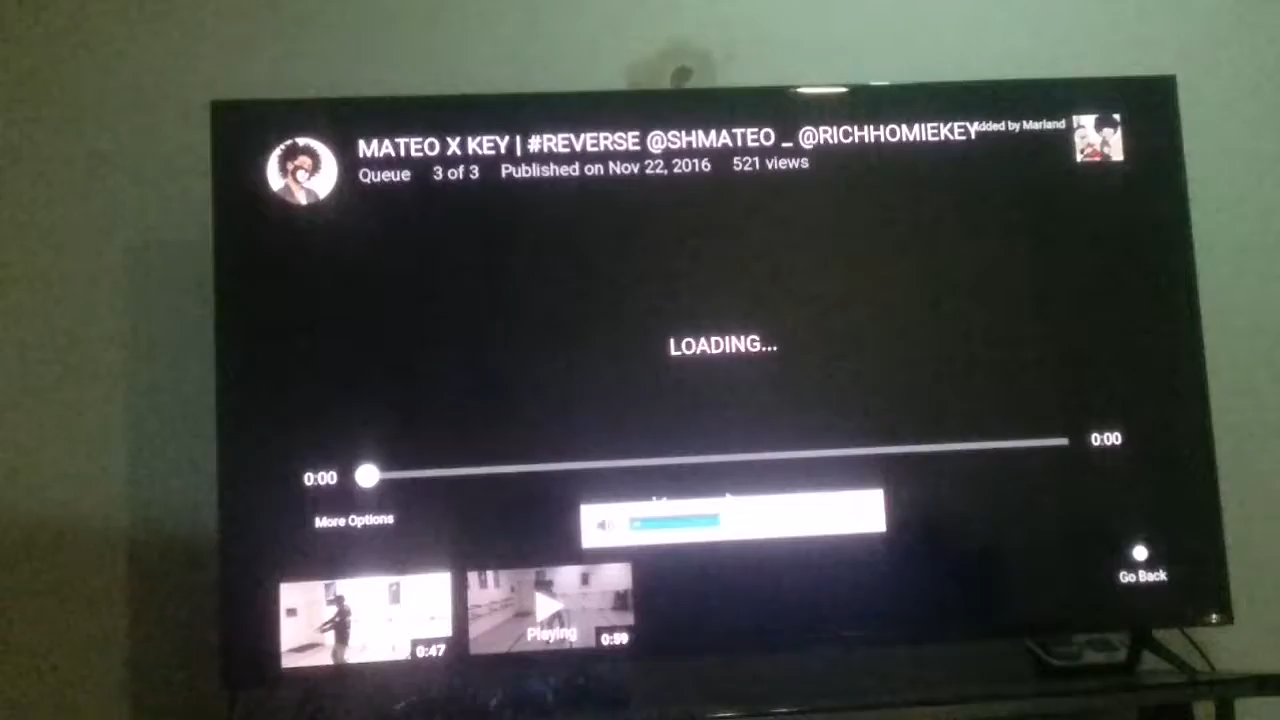 MATEO X KEY | #REVERSE @SHMATEO _ @RICHHOMIEKEY
Added by Marland
Queue 3 of 3 Published on Nov 22, 2016 521 views
LOADING...
0:00 0:00
More Options
Go Back
0:47
Playing
0:59